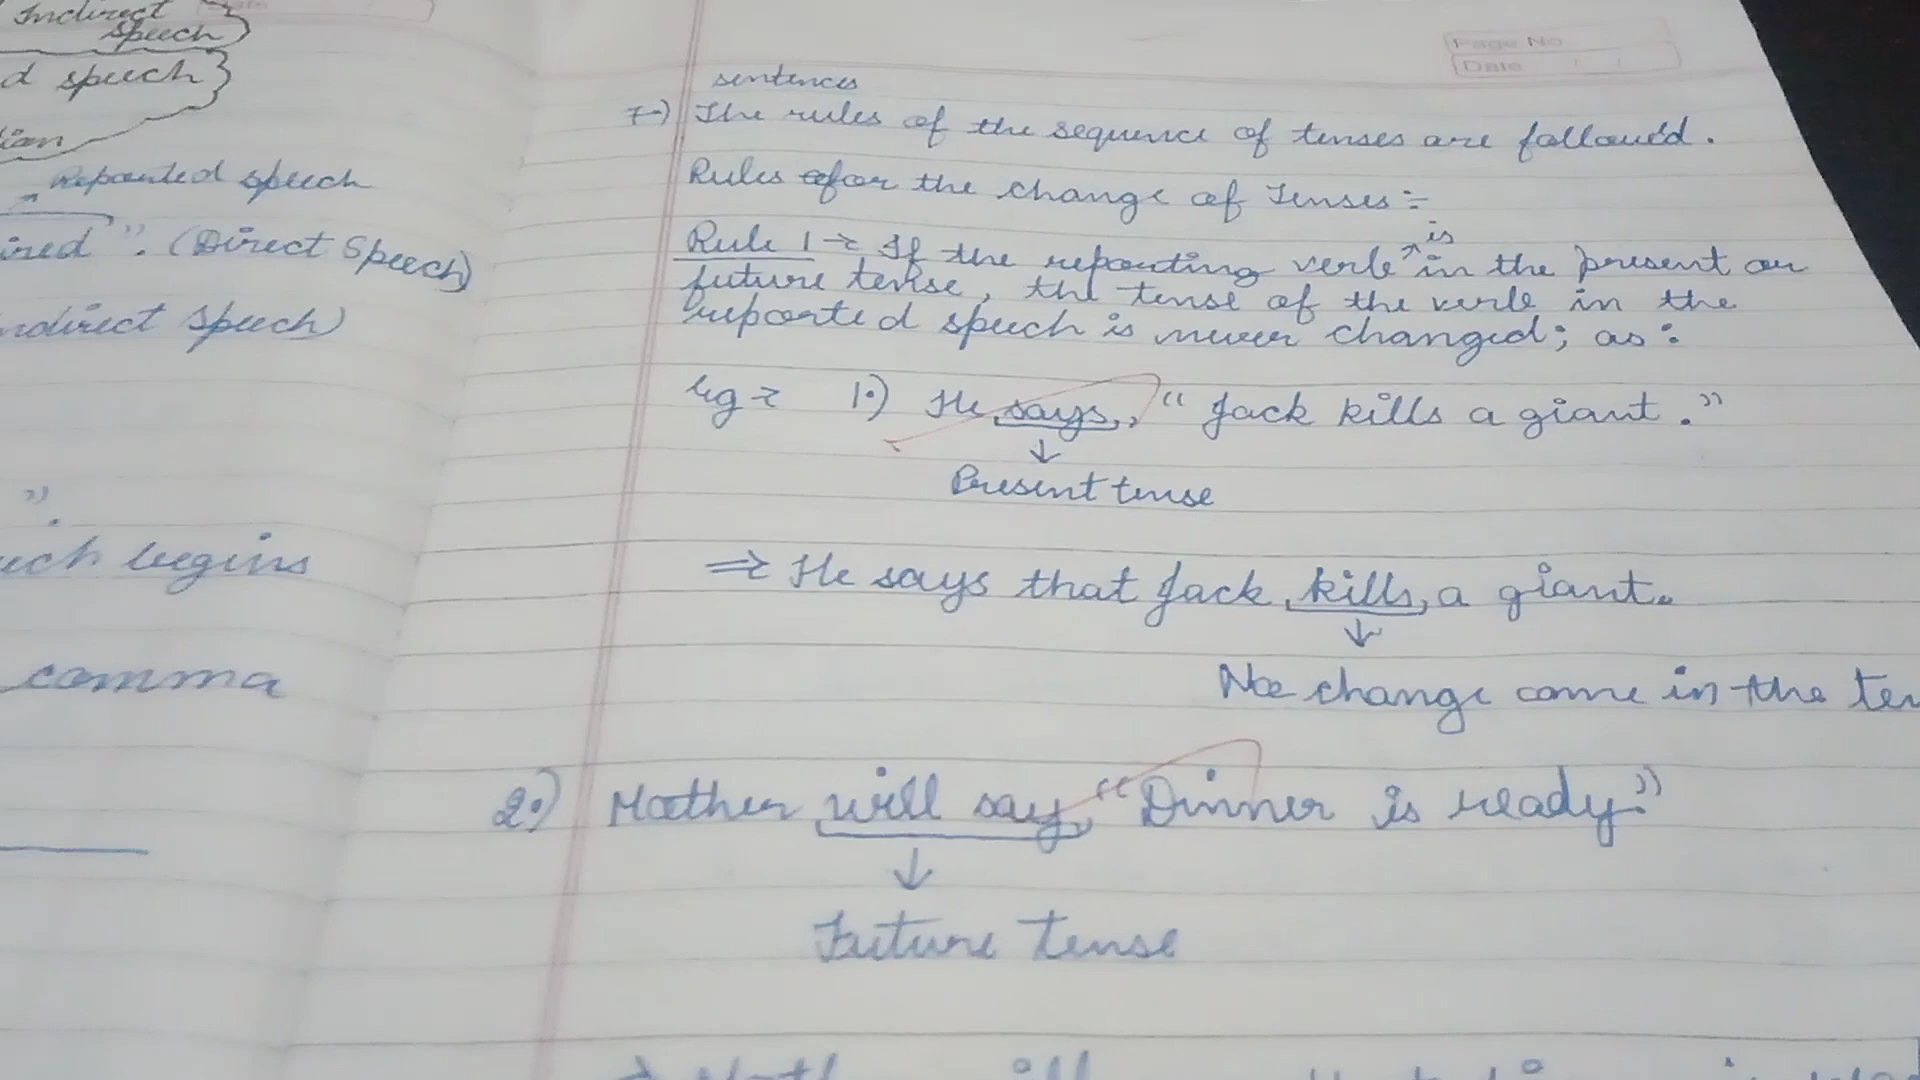 Indirect
speech
d speech
Reported speech
". (Direct Speech)
ndirect speech)
".
begins
comma
Page No
Date
sentences
7.) The rules of the sequence of tenses are followed.
Rules for the change of Tenses :-
Rule 1 → If the reporting verb is in the present or
future tense, the tense of the verb in the
reported speech is never changed; as :
eg → 1.) He says, "Jack kills a giant."
↓
Present tense
⇒ He says that Jack kills a giant.
↓
No change come in the ten
2.) Mother will say, "Dinner is ready."
↓
Future Tense